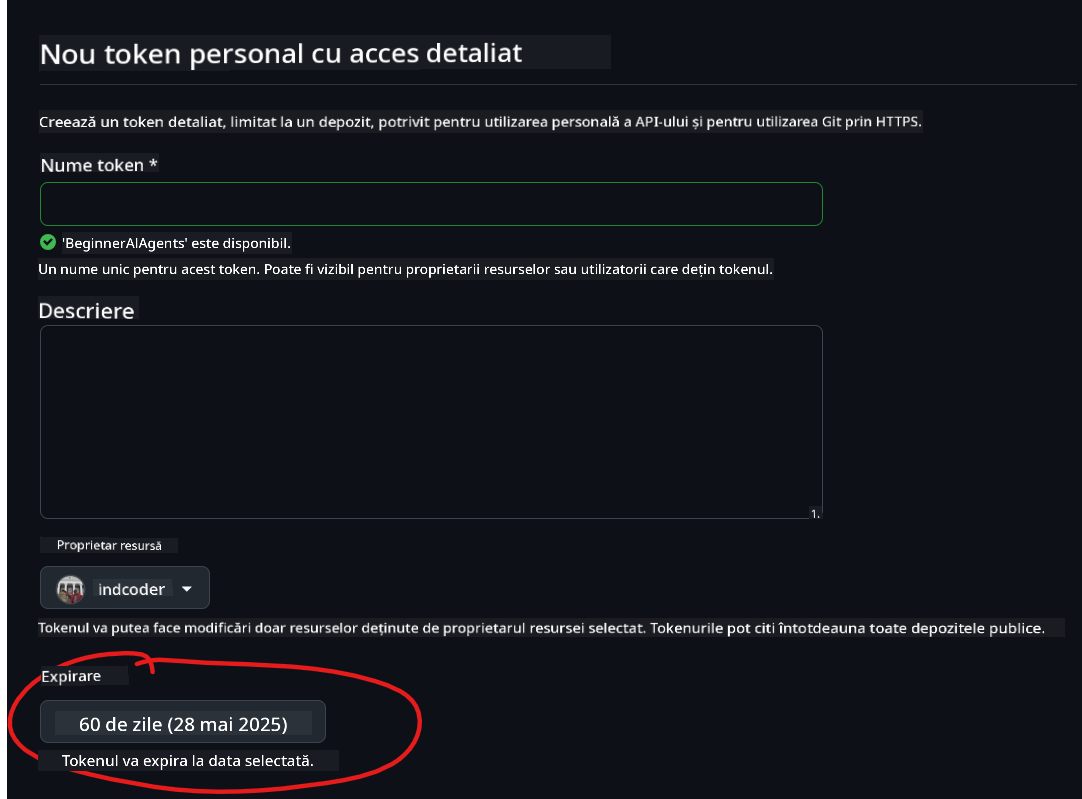 Nou token personal cu acces detaliat
Creează un token detaliat, limitat la un depozit, potrivit pentru utilizarea personală a API-ului și pentru utilizarea Git prin HTTPS.
Nume token *
'BeginnerAIAgents' este disponibil.
Un nume unic pentru acest token. Poate fi vizibil pentru proprietarii resurselor sau utilizatorii care dețin tokenul.
Descriere
1.
Proprietar resursă
indcoder
Tokenul va putea face modificări doar resurselor deținute de proprietarul resursei selectat. Tokenurile pot citi întotdeauna toate depozitele publice.
Expirare
60 de zile (28 mai 2025)
Tokenul va expira la data selectată.